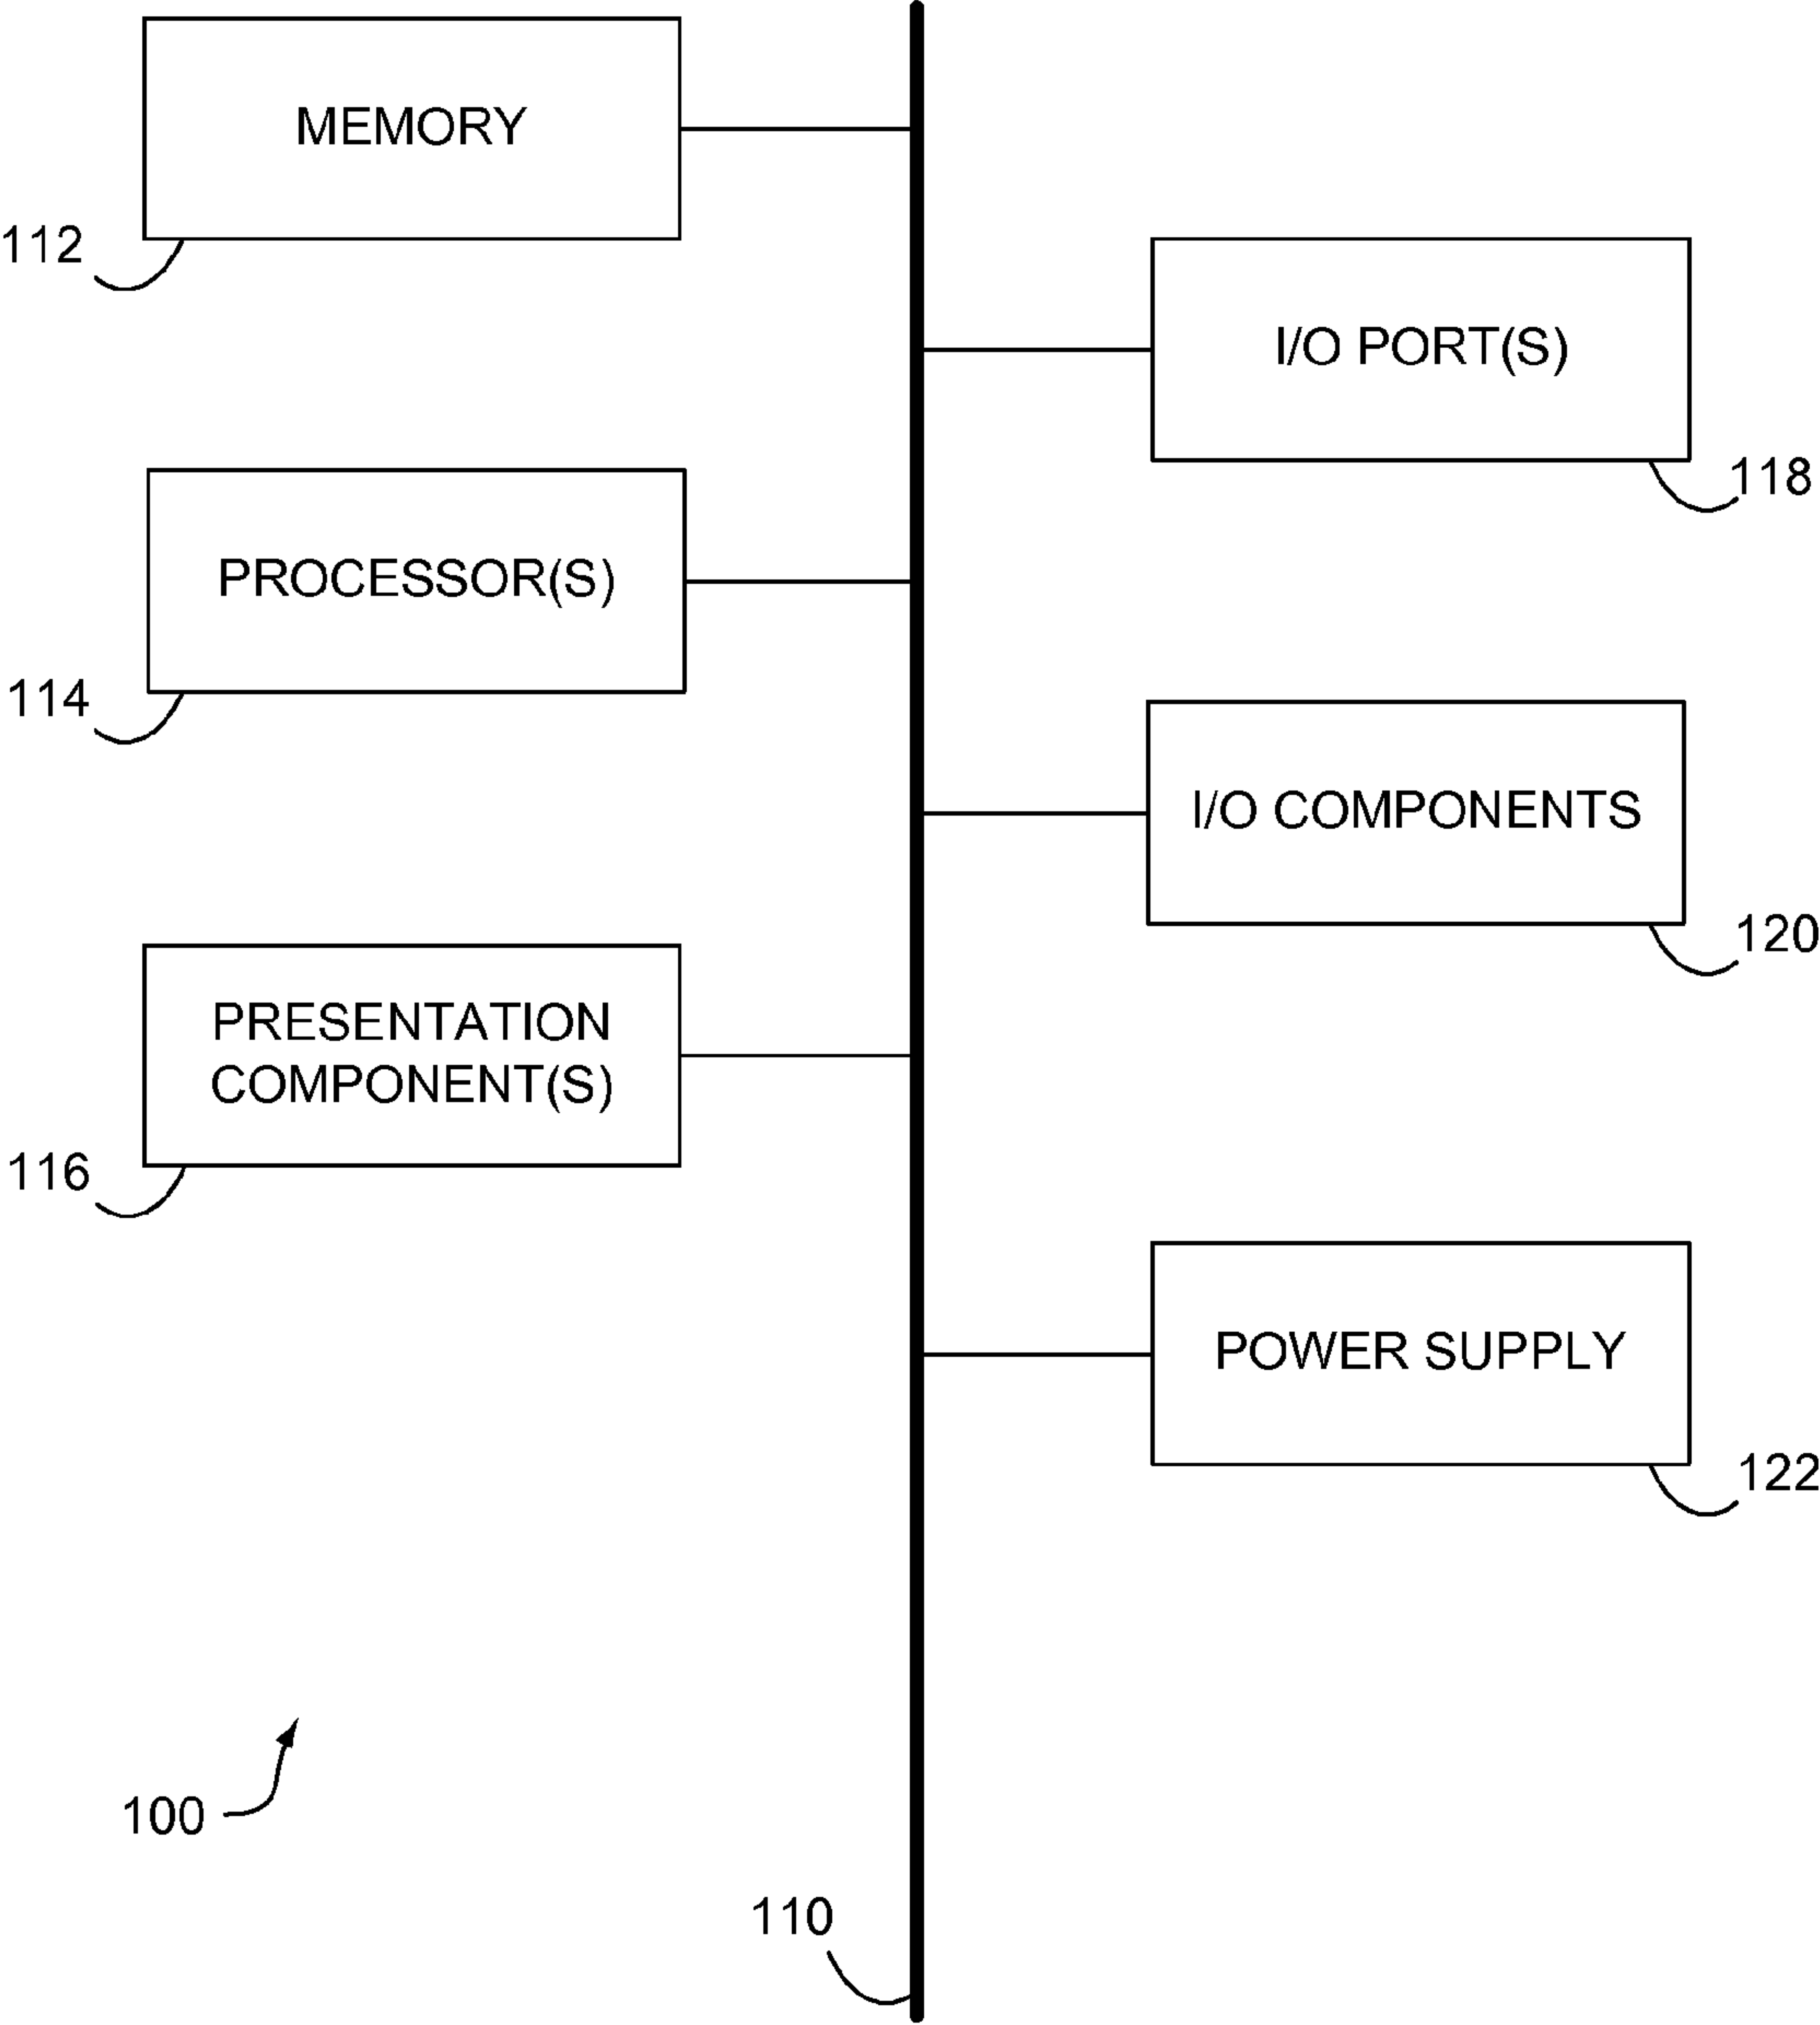 MEMORY
112
I/O PORT(S)
118
PROCESSOR(S)
114
I/O COMPONENTS
120
PRESENTATION
COMPONENT(S)
116
POWER SUPPLY
122
100
110